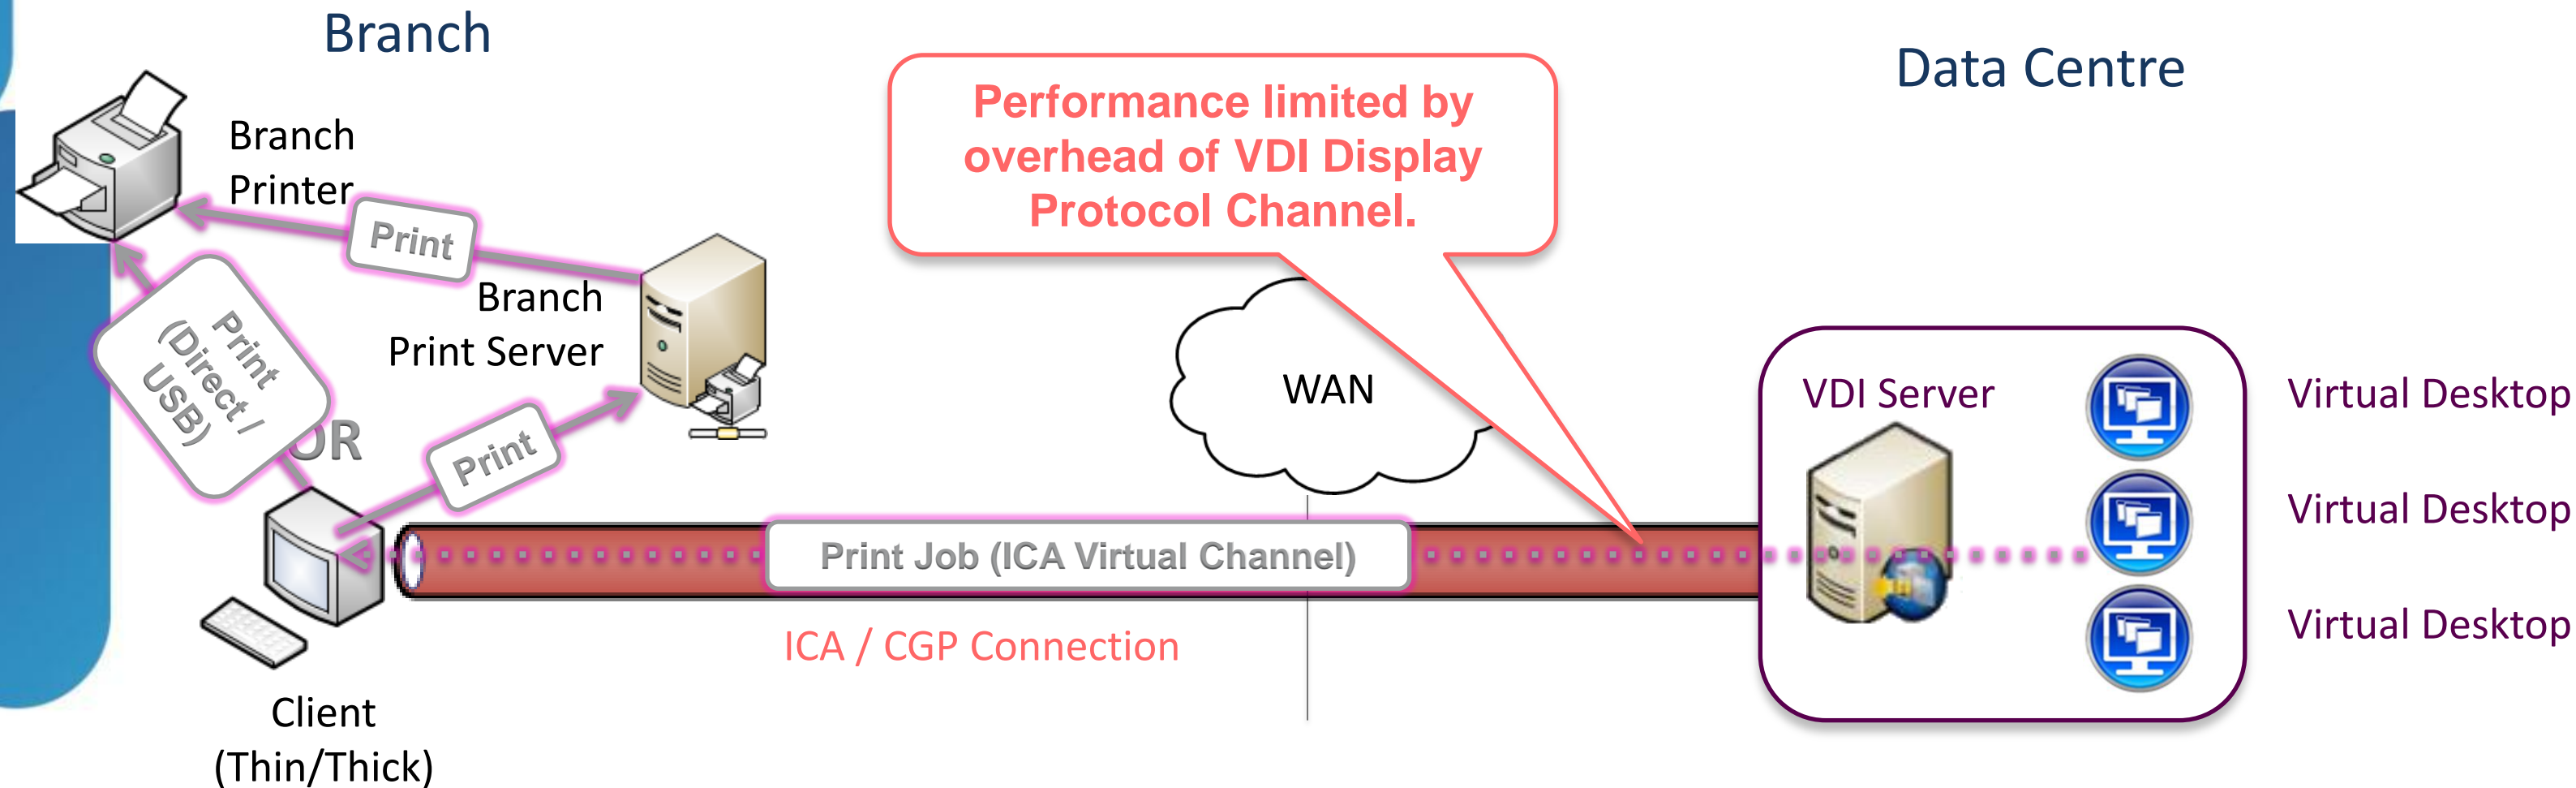 Branch
Data Centre
Performance limited by
overhead of VDI Display
Protocol Channel.
Branch
Printer
Print
Branch
Print Server
Print
(Direct /
USB)
OR
Print
WAN
VDI Server
Virtual Desktop
Virtual Desktop
Virtual Desktop
Print Job (ICA Virtual Channel)
ICA / CGP Connection
Client
(Thin/Thick)